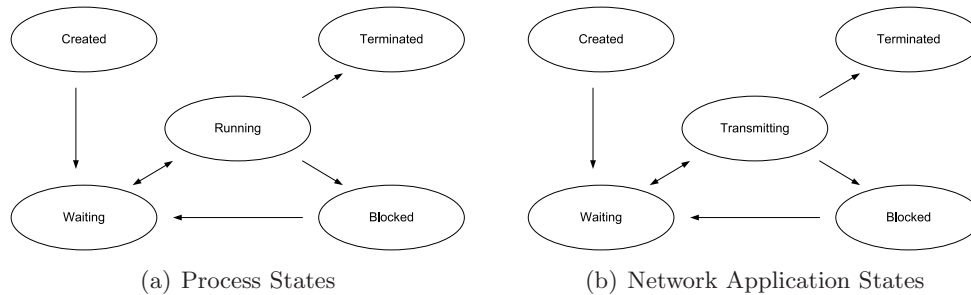 Created
Terminated
Created
Terminated
Running
Transmitting
Waiting
Blocked
Waiting
Blocked
(a) Process States
(b) Network Application States